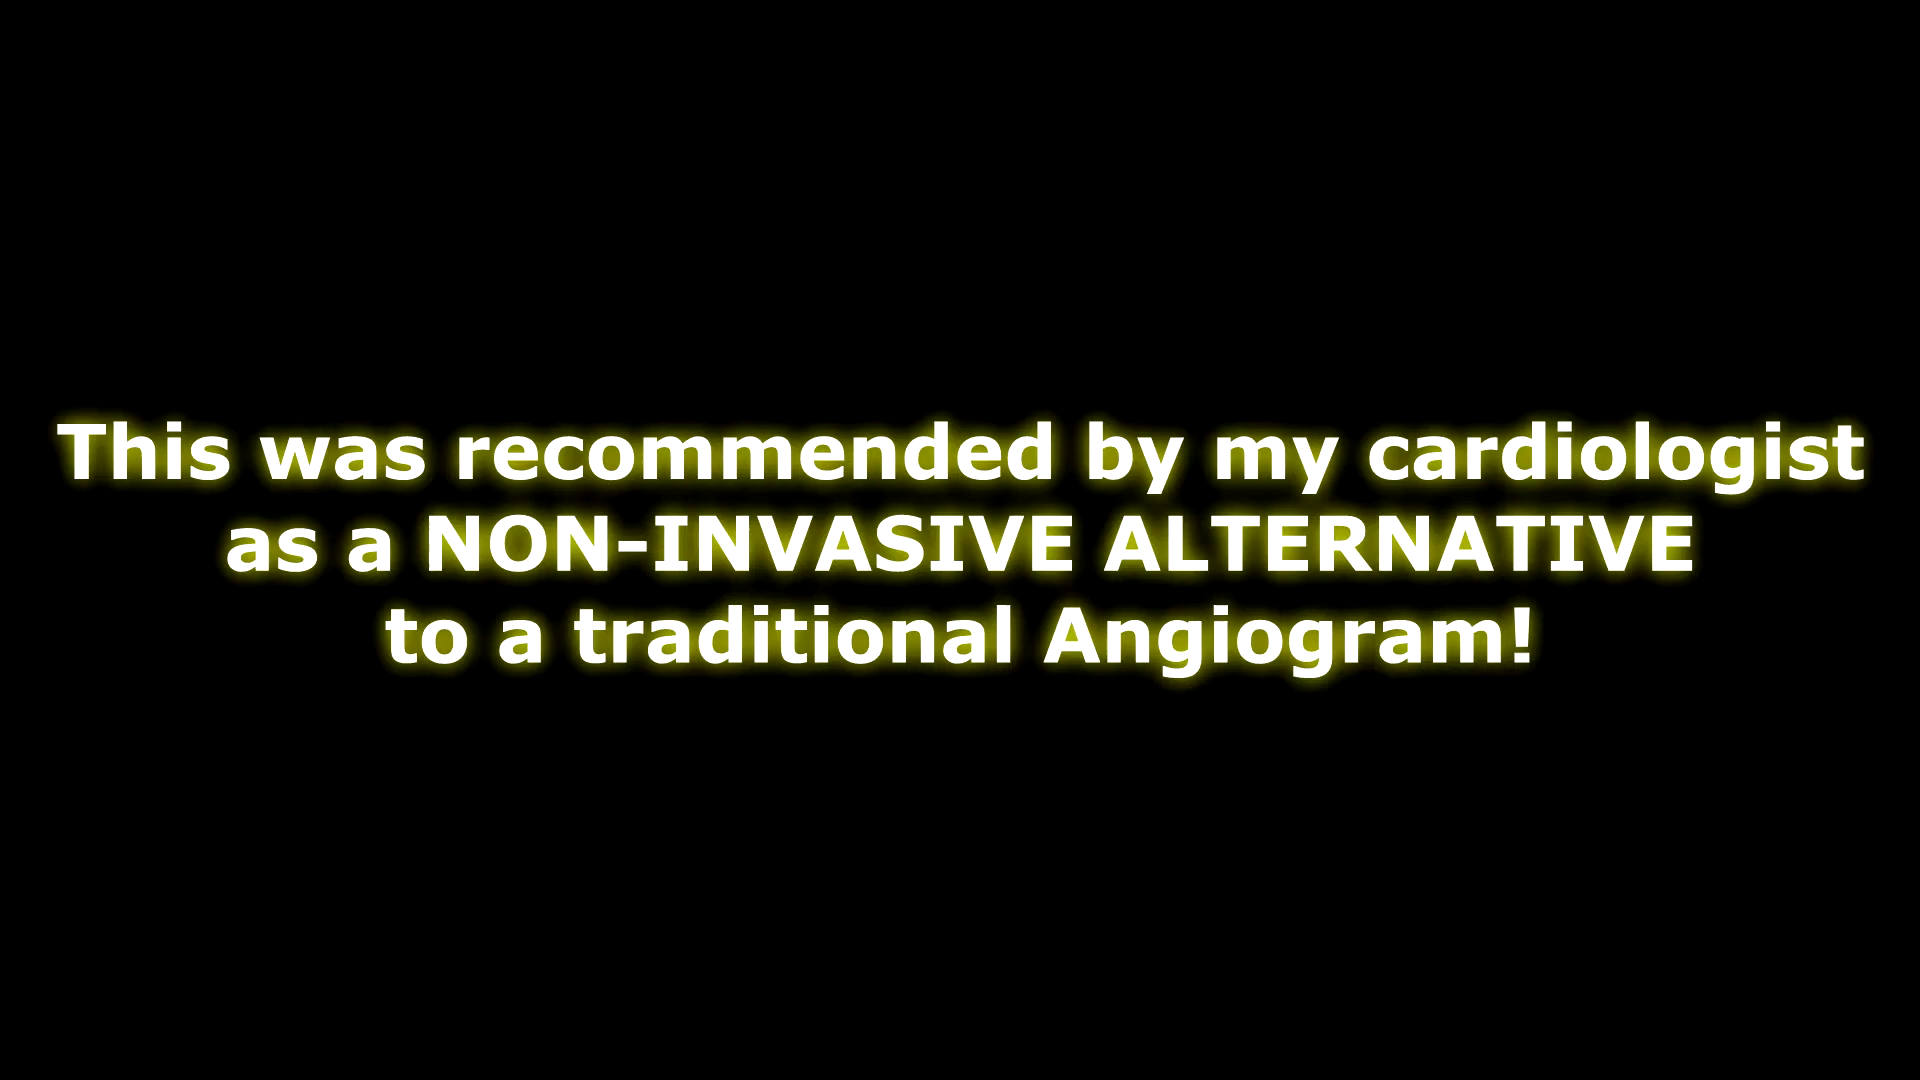 This was recommended by my cardiologist
as a NON-INVASIVE ALTERNATIVE
to a traditional Angiogram!